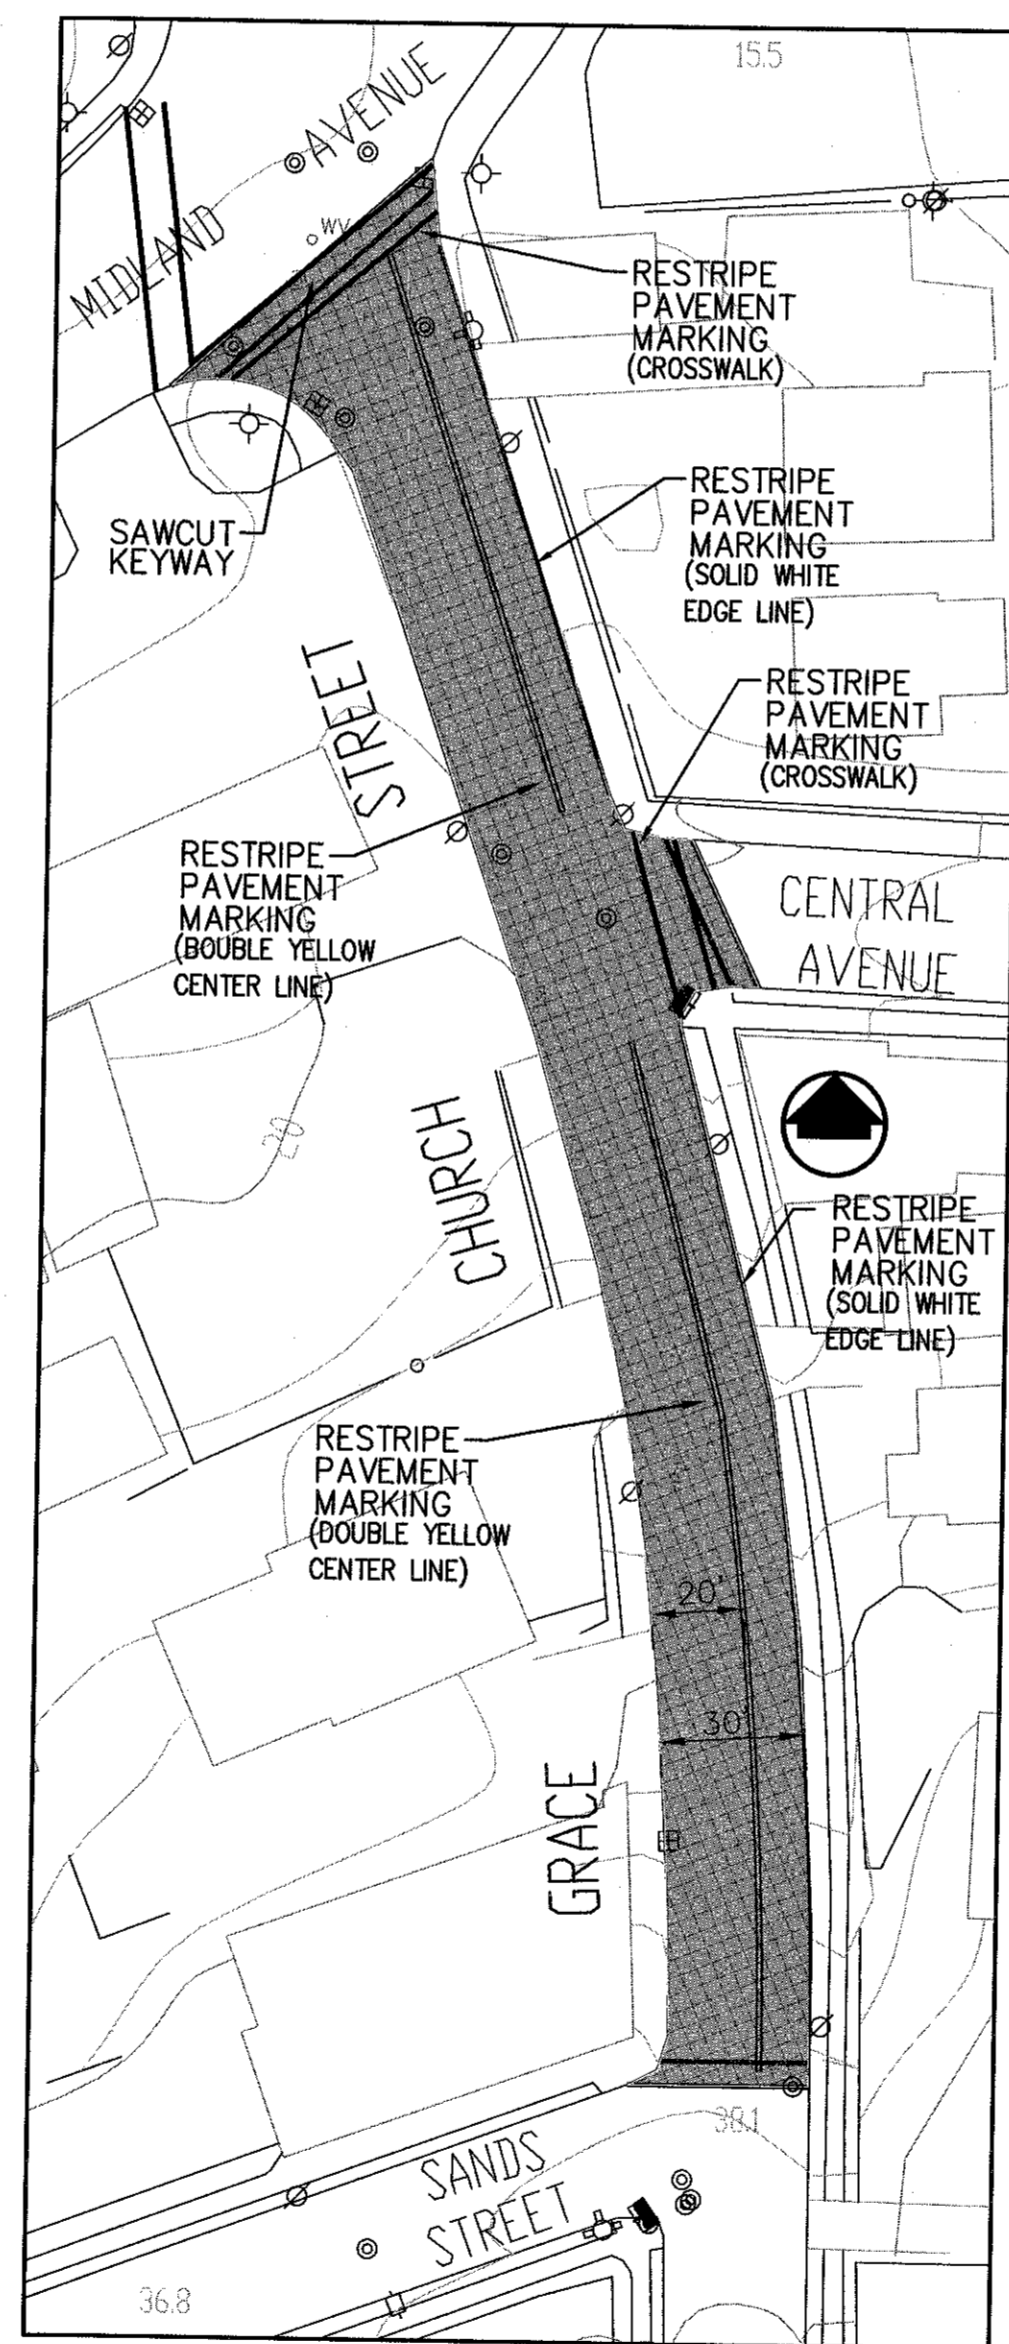 15.5
MIDLAND AVENUE
WV
RESTRIPE
PAVEMENT
MARKING
(CROSSWALK)
RESTRIPE
PAVEMENT
MARKING
(SOLID WHITE
EDGE LINE)
SAWCUT
KEYWAY
RESTRIPE
PAVEMENT
MARKING
(CROSSWALK)
STREET
RESTRIPE
PAVEMENT
MARKING
(DOUBLE YELLOW
CENTER LINE)
CENTRAL
AVENUE
20
CHURCH
RESTRIPE
PAVEMENT
MARKING
(SOLID WHITE
EDGE LINE)
RESTRIPE
PAVEMENT
MARKING
(DOUBLE YELLOW
CENTER LINE)
20'
30'
GRACE
38.1
SANDS
STREET
36.8